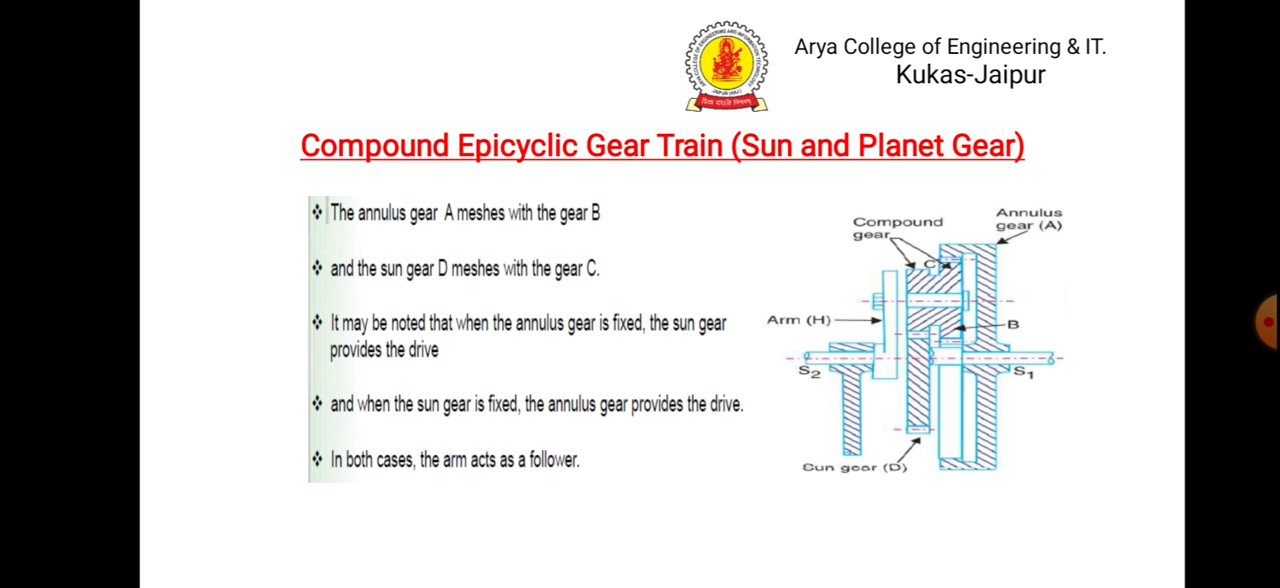 Arya College of Engineering & IT.
Kukas-Jaipur
Compound Epicyclic Gear Train (Sun and Planet Gear)
❖ The annulus gear A meshes with the gear B
❖ and the sun gear D meshes with the gear C.
❖ It may be noted that when the annulus gear is fixed, the sun gear
provides the drive
❖ and when the sun gear is fixed, the annulus gear provides the drive.
❖ In both cases, the arm acts as a follower.
Compound
gear
Annulus
gear (A)
C
Arm (H)
B
S2
S1
Sun gear (D)